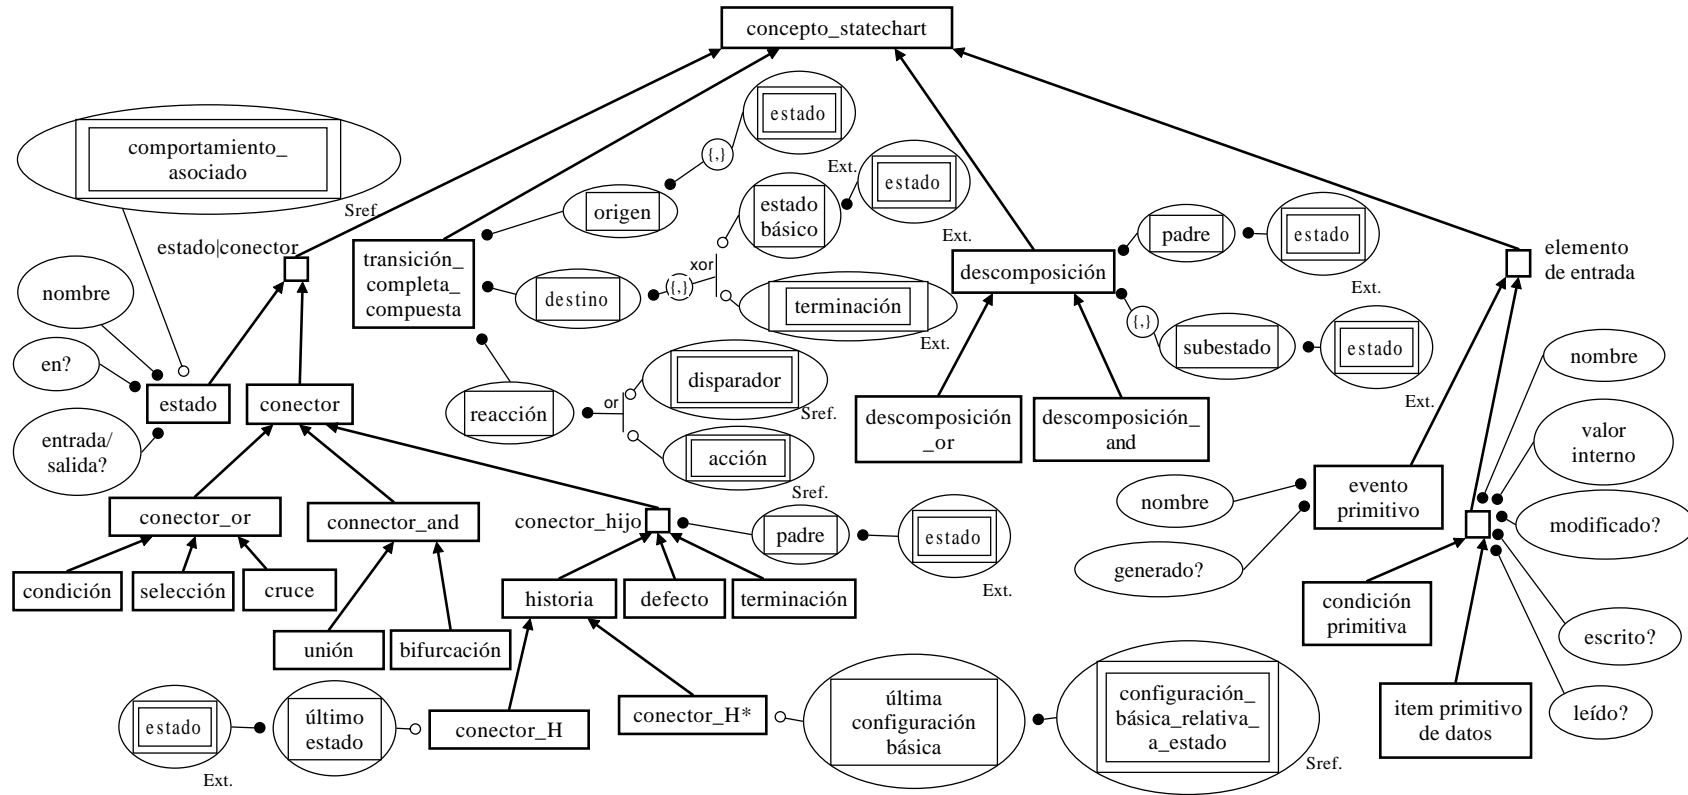 concepto_statechart
estado
{,}
comportamiento_
asociado
Sref.
Ext.
estado
estado
básico
origen
estado|conector
transición_
completa_
compuesta
xor
{,}
destino
terminación
Ext.
Ext.
descomposición
padre
estado
Ext.
elemento
de entrada
{,}
subestado
estado
Ext.
nombre
en?
estado
conector
entrada/
salida?
reacción
or
disparador
Sref.
acción
Sref.
descomposición
_or
descomposición_
and
nombre
valor
interno
evento
primitivo
nombre
modificado?
generado?
conector_or
connector_and
conector_hijo
padre
estado
Ext.
condición
selección
cruce
historia
defecto
terminación
condición
primitiva
escrito?
unión
bifurcación
estado
Ext.
último
estado
conector_H
conector_H*
última
configuración
básica
configuración_
básica_relativa_
a_estado
Sref.
item primitivo
de datos
leído?